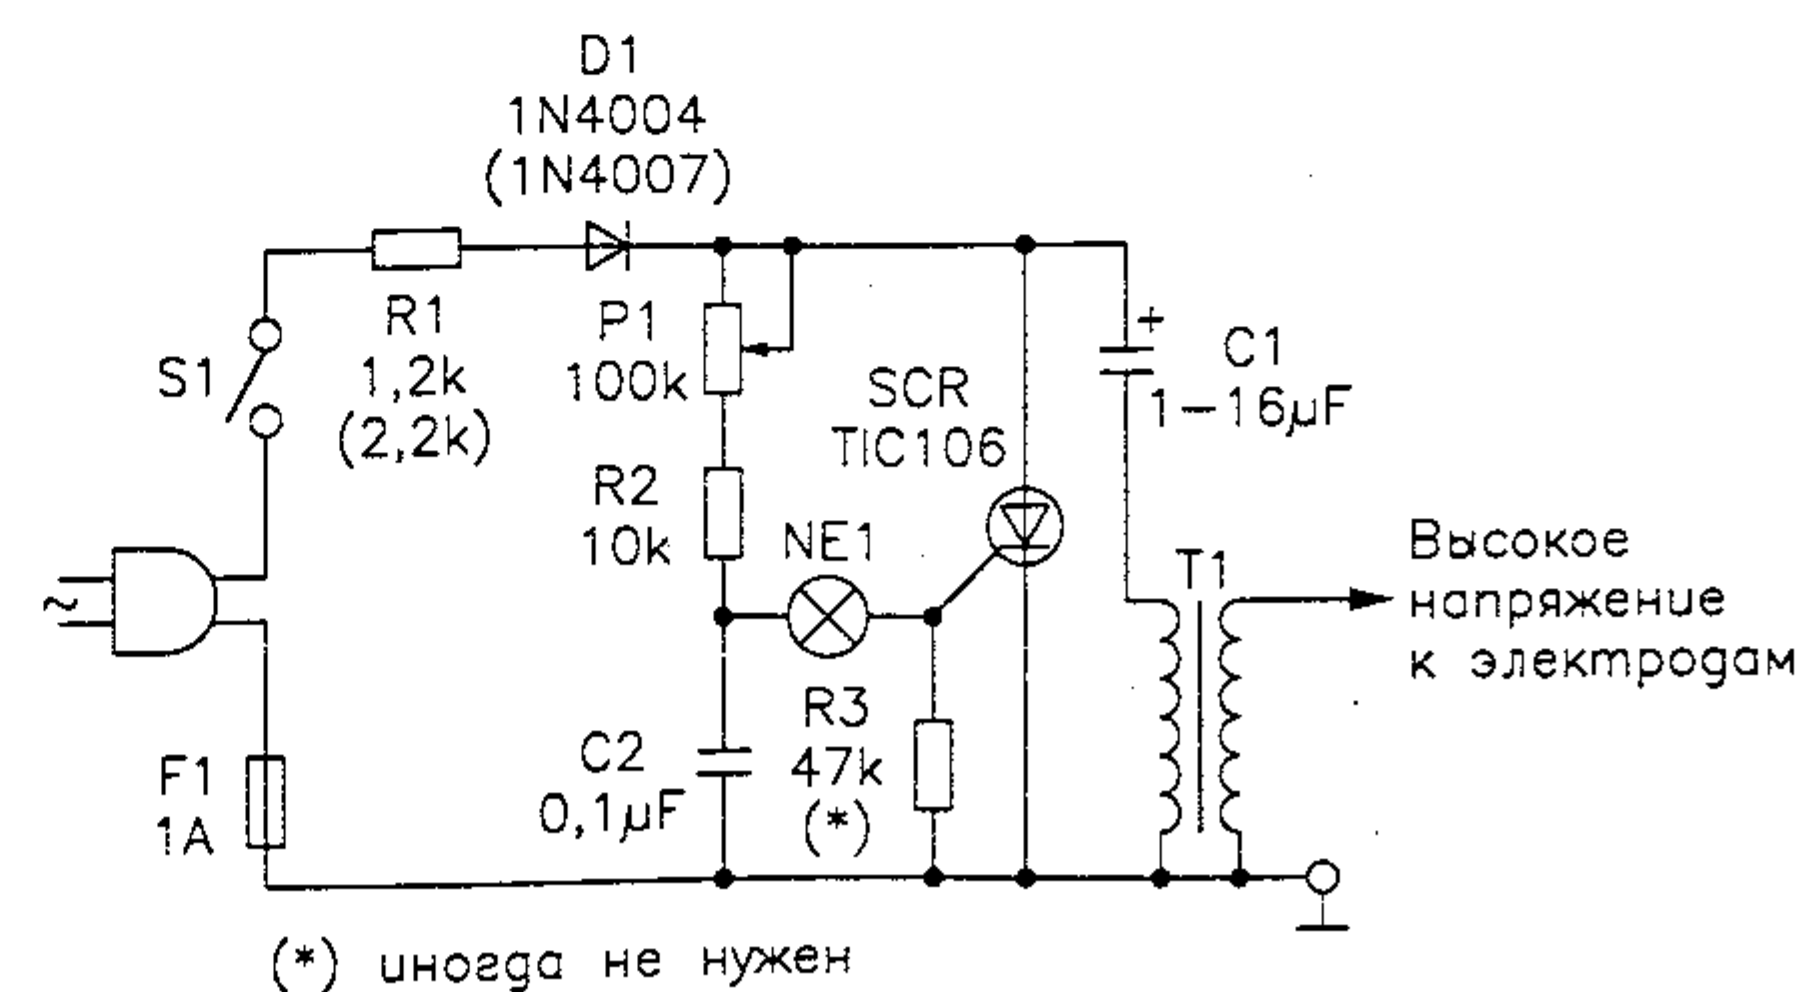 D1
1N4004
(1N4007)
R1
1,2k
(2,2k)
S1
P1
100k
SCR
TIC106
+
C1
1-16µF
R2
10k
NE1
T1
Высокое
напряжение
к электродам
~
R3
47k
(*)
C2
0,1µF
F1
1A
(*) иногда не нужен